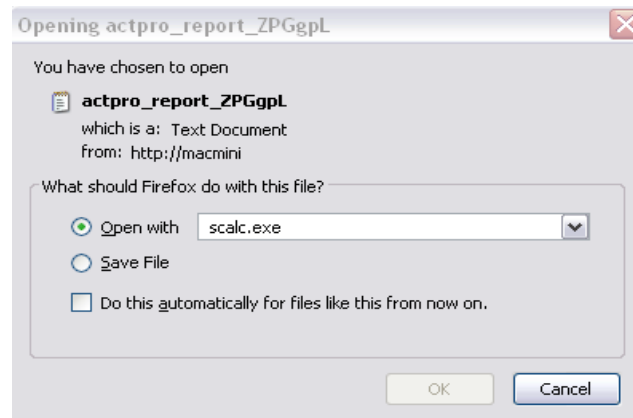 Opening actpro_report_ZPGgpL
You have chosen to open
actpro_report_ZPGgpL
which is a: Text Document
from: http://macmini
What should Firefox do with this file?
Open with scalc.exe
Save File
Do this automatically for files like this from now on.
OK Cancel